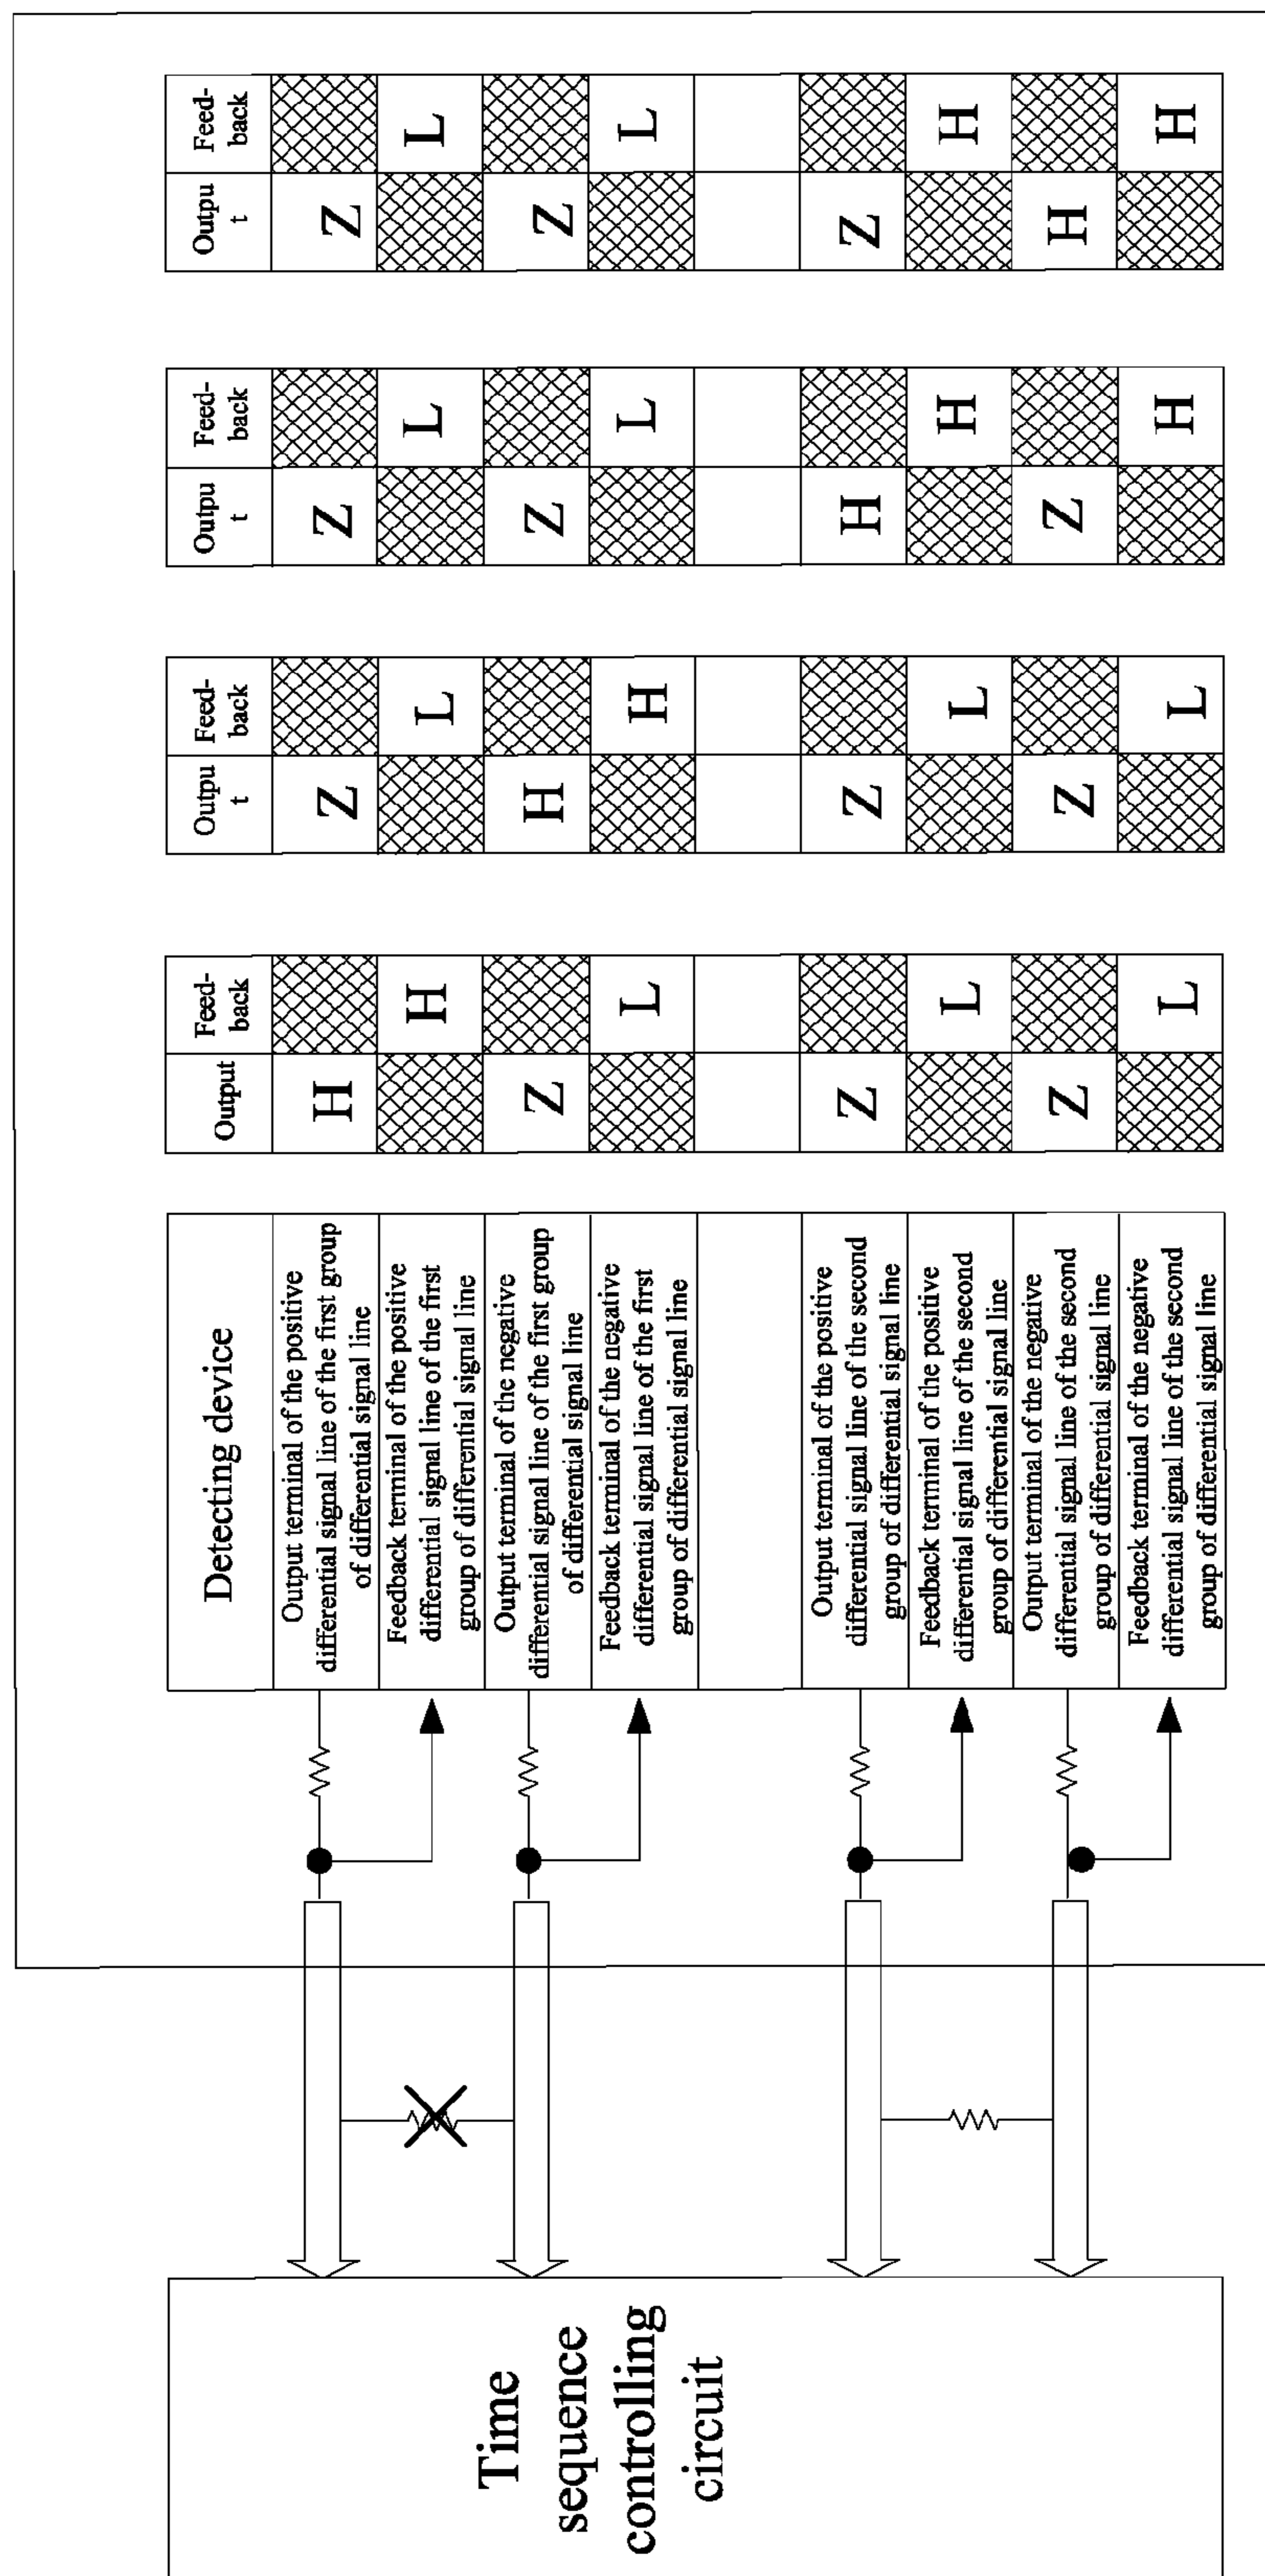 Time
sequence
controlling
circuit
Detecting device
Output terminal of the positive
differential signal line of the first group
of differential signal line
Feedback terminal of the positive
differential signal line of the first
group of differential signal line
Output terminal of the negative
differential signal line of the first group
of differential signal line
Feedback terminal of the negative
differential signal line of the first
group of differential signal line
Output terminal of the positive
differential signal line of the second
group of differential signal line
Feedback terminal of the positive
differential signal line of the second
group of differential signal line
Output terminal of the negative
differential signal line of the second
group of differential signal line
Feedback terminal of the negative
differential signal line of the second
group of differential signal line
Output
Feed-
back
H
H
Z
L
Z
L
Z
L
Outpu
t
Feed-
back
Z
L
H
H
Z
L
Z
L
Outpu
t
Feed-
back
Z
L
Z
L
H
H
Z
H
Outpu
t
Feed-
back
Z
L
Z
L
Z
H
H
H